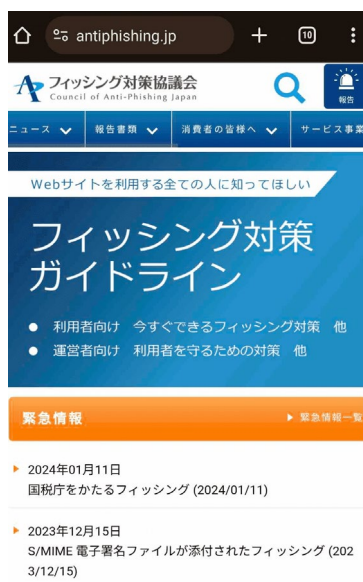 antiphishing.jp
10
フィッシング対策協議会
Council of Anti-Phishing Japan
報告
ニュース
報告書類
消費者の皆様へ
サービス事業
Webサイトを利用する全ての人に知ってほしい
フィッシング対策
ガイドライン
● 利用者向け 今すぐできるフィッシング対策 他
● 運営者向け 利用者を守るための対策 他
緊急情報
緊急情報一覧
2024年01月11日
国税庁をかたるフィッシング (2024/01/11)
2023年12月15日
S/MIME 電子署名ファイルが添付されたフィッシング (202
3/12/15)